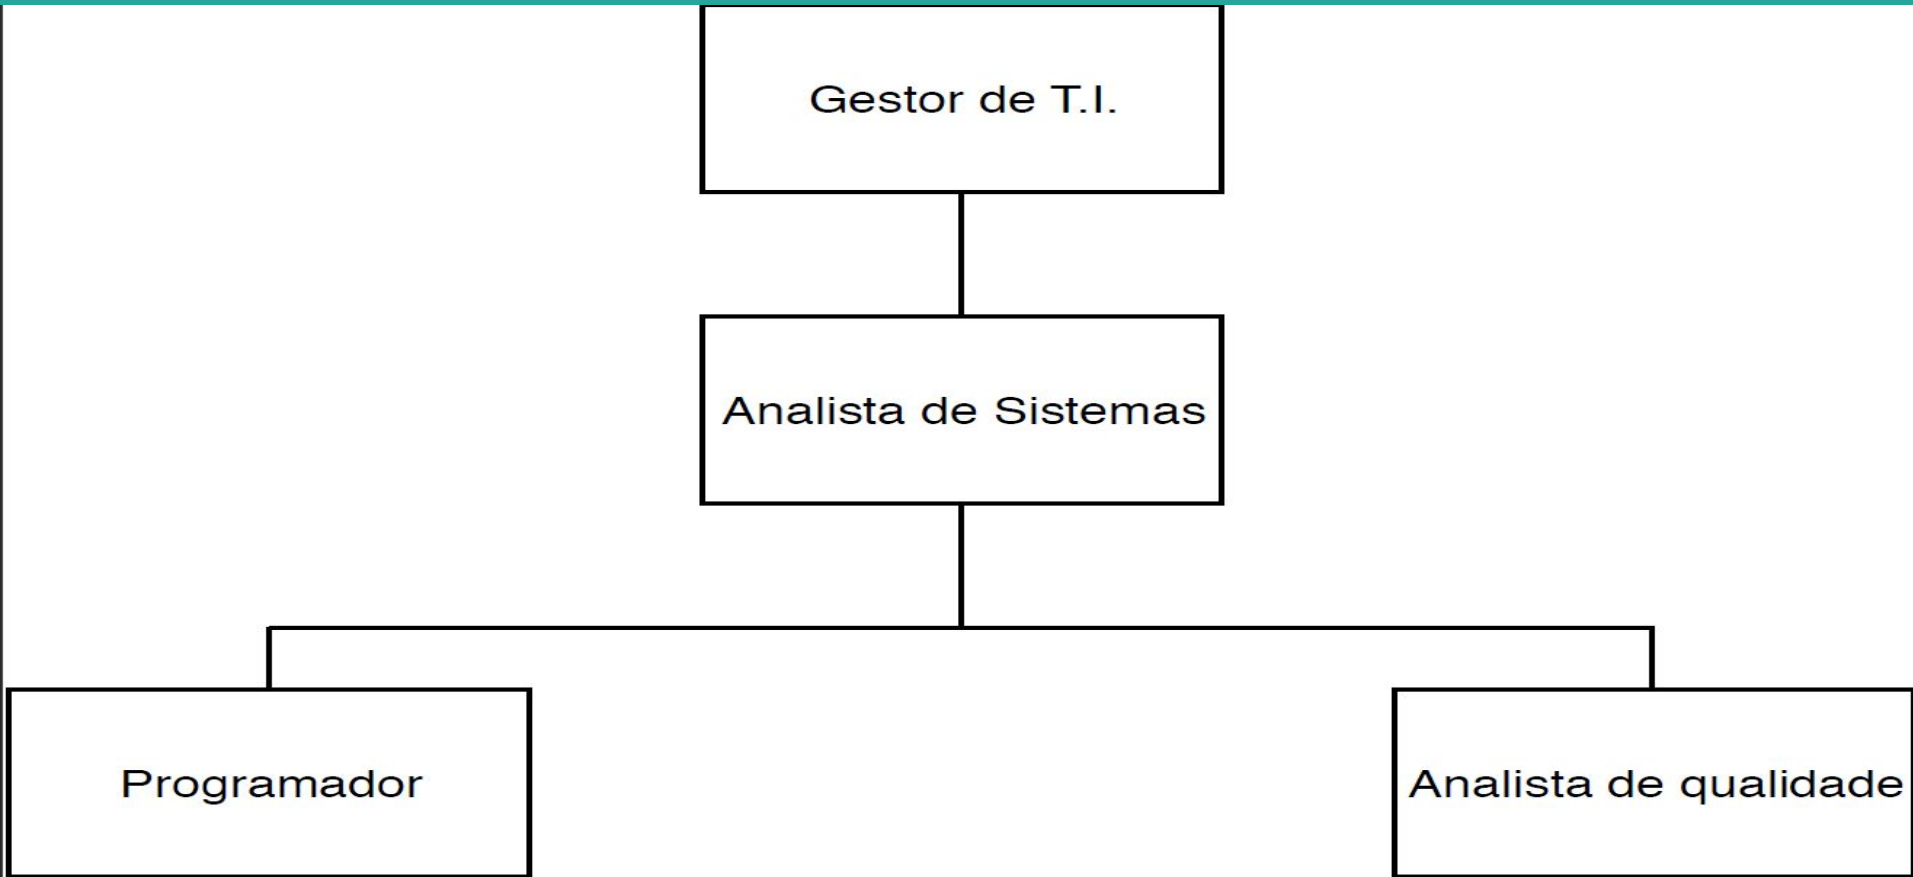 Gestor de T.I.
Analista de Sistemas
Programador
Analista de qualidade